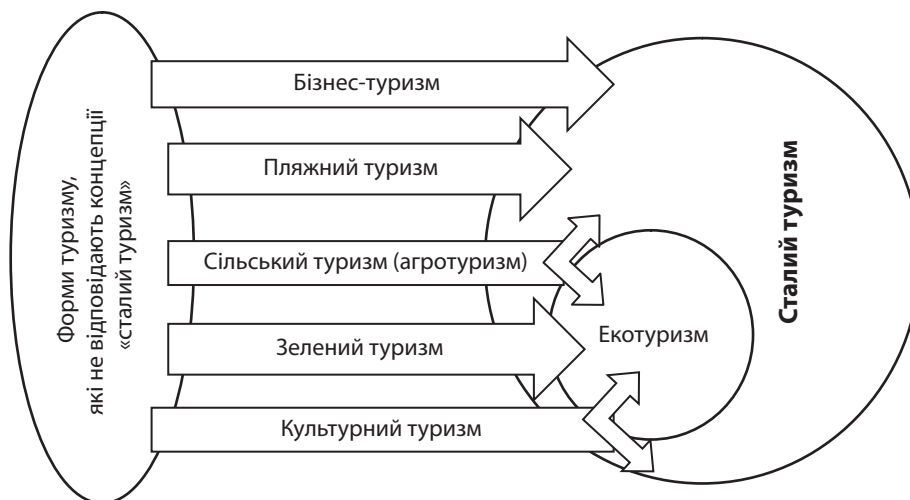 Форми туризму,
які не відповідають концепції
«сталий туризм»
Бізнес-туризм
Пляжний туризм
Сільський туризм (агротуризм)
Зелений туризм
Культурний туризм
Екотуризм
Сталий туризм